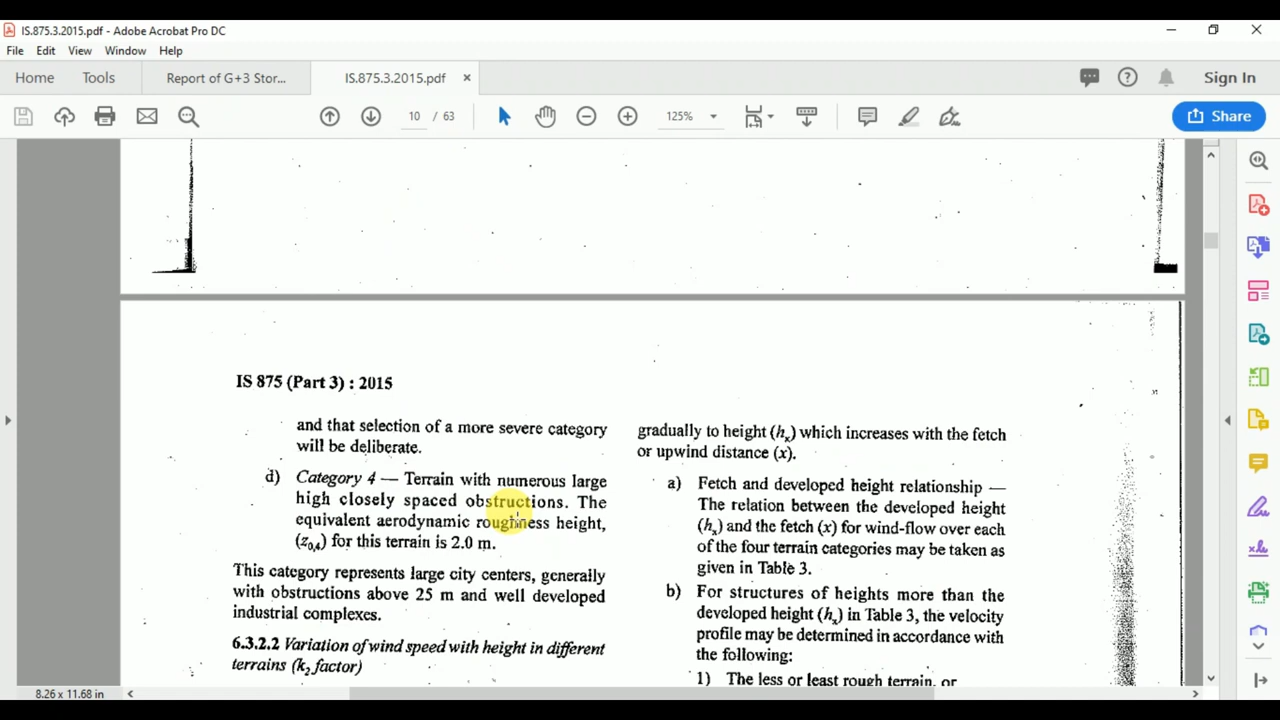 IS.875.3.2015.pdf - Adobe Acrobat Pro DC
File Edit View Window Help
Home Tools Report of G+3 Stor... IS.875.3.2015.pdf × Sign In
10 / 63 125% Share
IS 875 (Part 3) : 2015
and that selection of a more severe category
will be deliberate.
d) Category 4 — Terrain with numerous large
high closely spaced obstructions. The
equivalent aerodynamic roughness height,
(z0,4) for this terrain is 2.0 m.
This category represents large city centers, generally
with obstructions above 25 m and well developed
industrial complexes.
6.3.2.2 Variation of wind speed with height in different
terrains (k2 factor)
gradually to height (hx) which increases with the fetch
or upwind distance (x).
a) Fetch and developed height relationship —
The relation between the developed height
(hx) and the fetch (x) for wind-flow over each
of the four terrain categories may be taken as
given in Table 3.
b) For structures of heights more than the
developed height (hx) in Table 3, the velocity
profile may be determined in accordance with
the following:
1) The less or least rough terrain, or
8.26 x 11.68 in